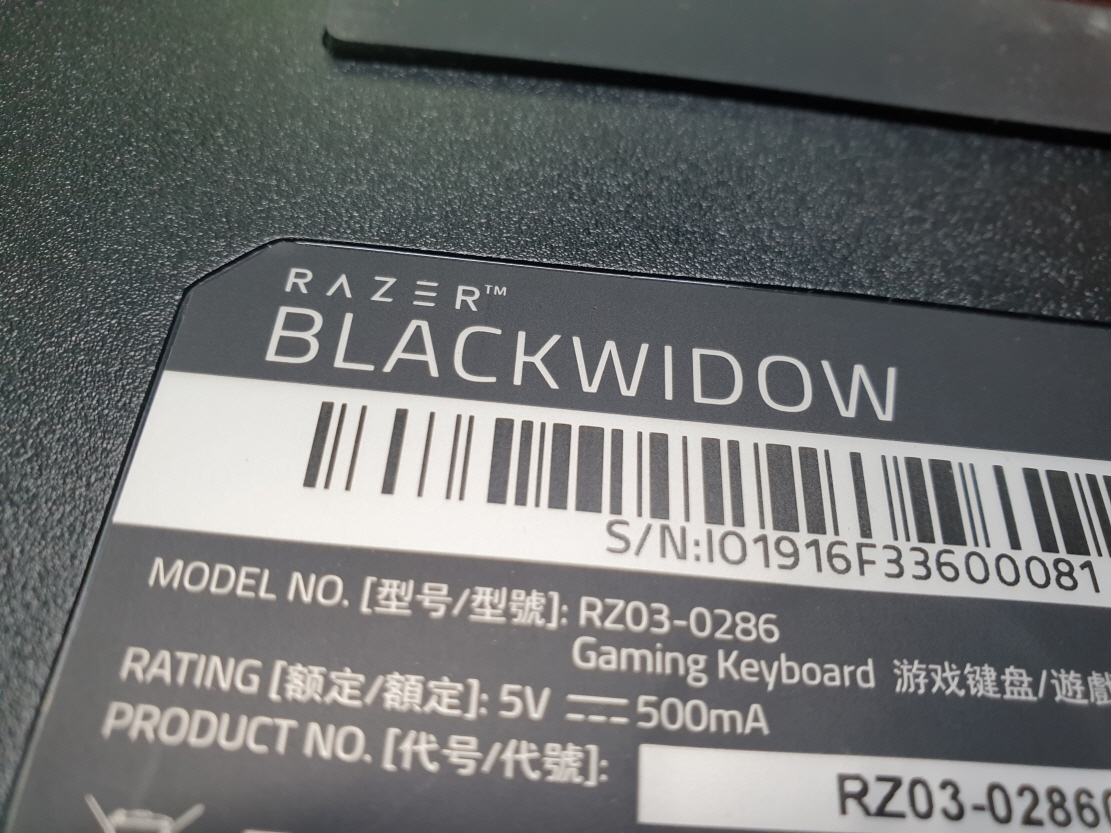 RAZER™
BLACKWIDOW
S/N:IO1916F33600081
MODEL NO. [型号/型號]: RZ03-0286
Gaming Keyboard 游戏键盘/遊戲
RATING [额定/額定]: 5V ⎓ 500mA
PRODUCT NO. [代号/代號]:
RZ03-0286